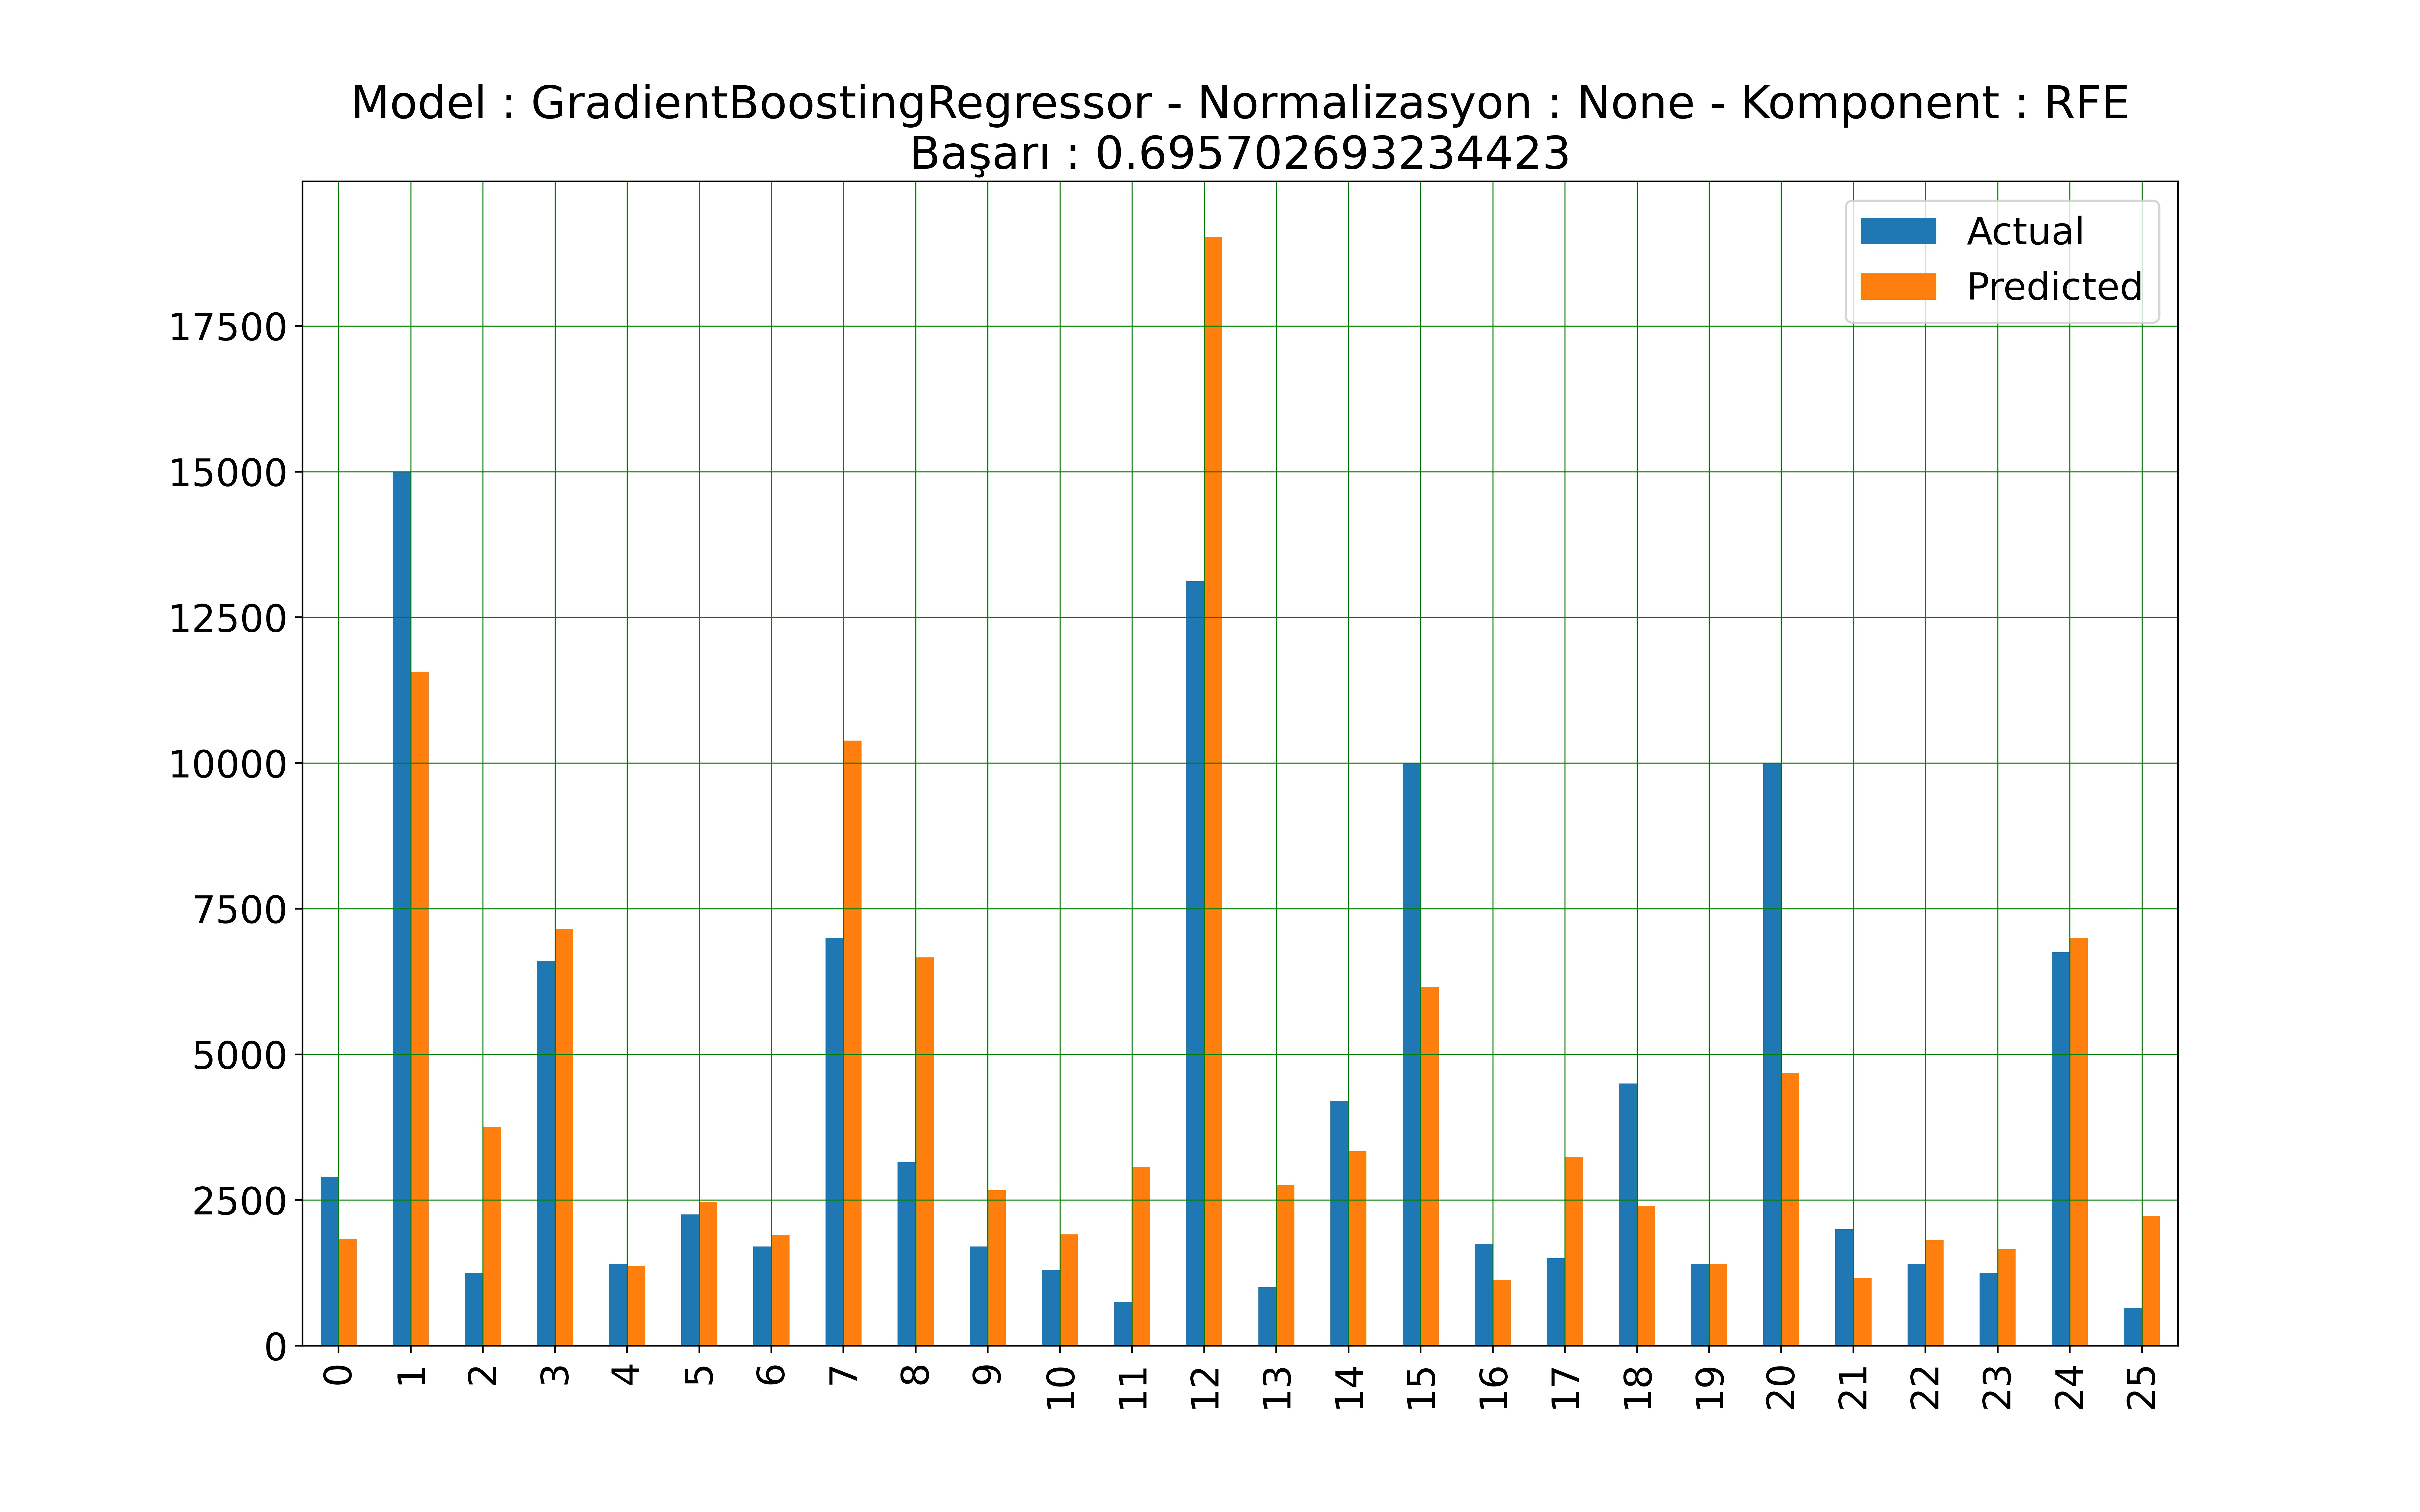 Model : GradientBoostingRegressor - Normalizasyon : None - Komponent : RFE
Başarı : 0.695702693234423
Actual
Predicted
17500
15000
12500
10000
7500
5000
2500
0
0 1 2 3 4 5 6 7 8 9 10 11 12 13 14 15 16 17 18 19 20 21 22 23 24 25